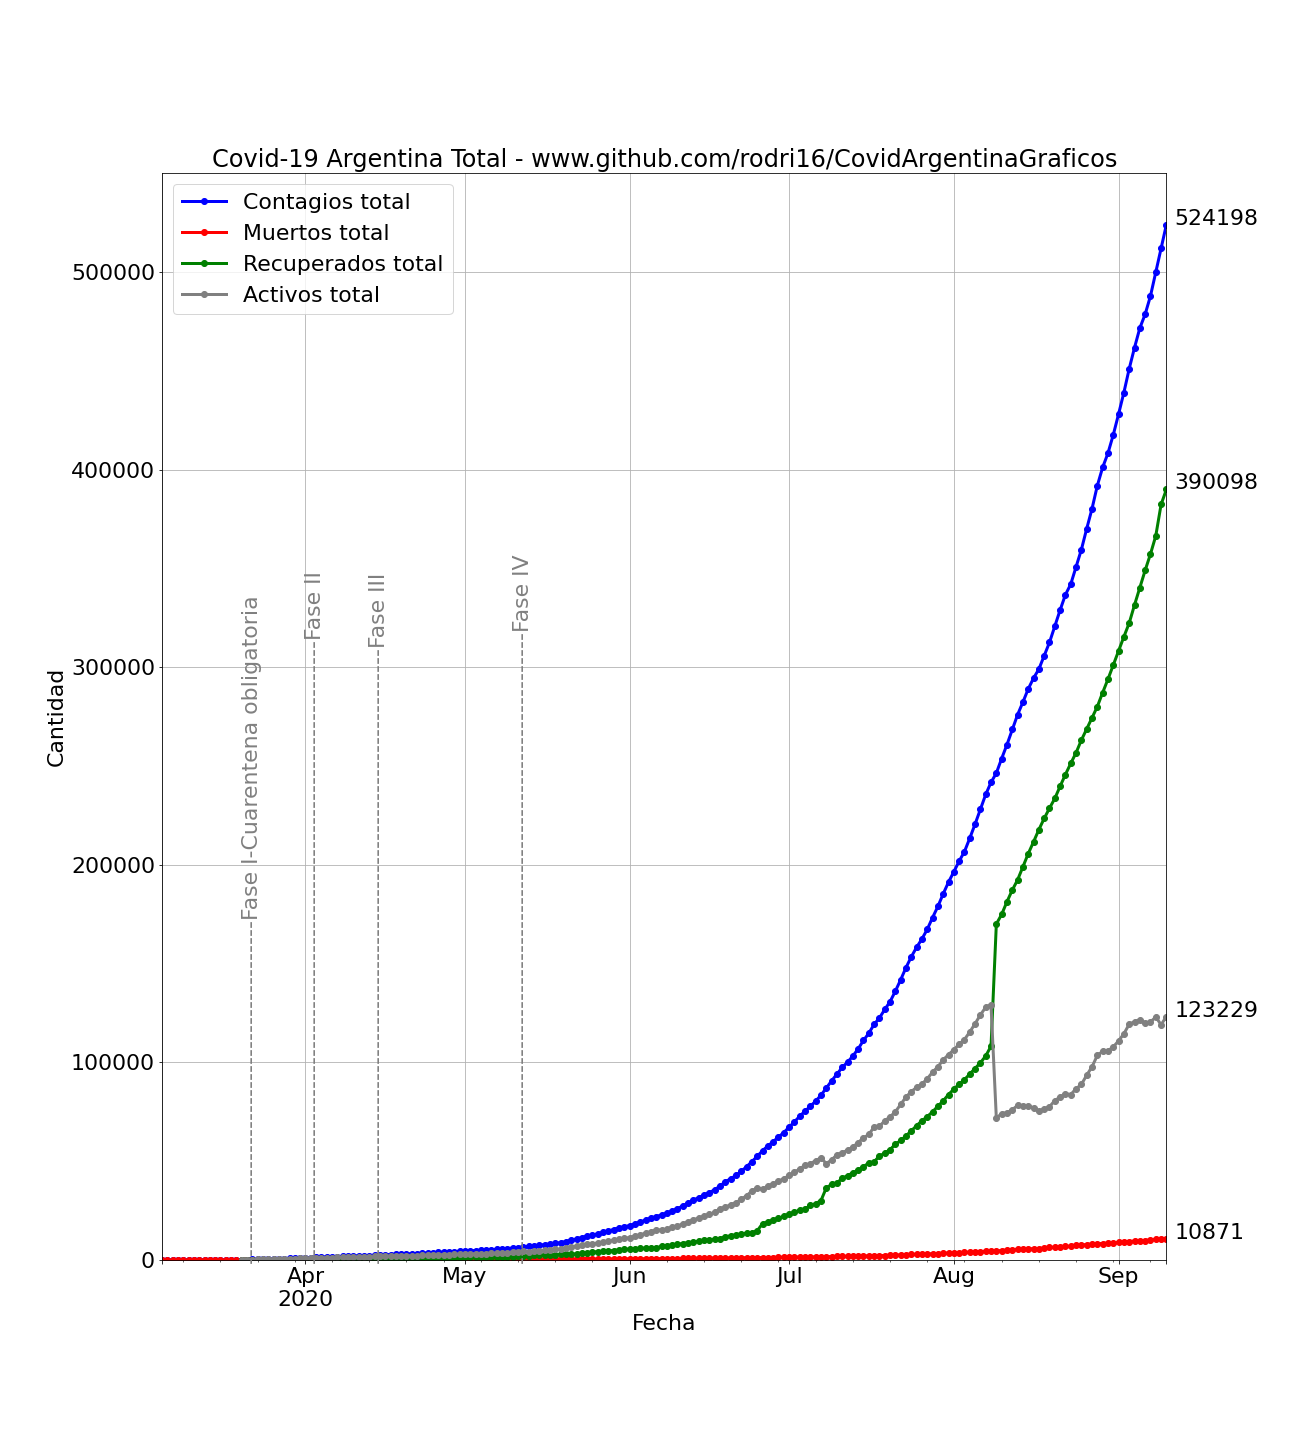 Covid-19 Argentina Total - www.github.com/rodri16/CovidArgentinaGraficos
Contagios total
Muertos total
Recuperados total
Activos total
524198
500000
400000
390098
Fase I-Cuarentena obligatoria
Fase II
Fase III
Fase IV
300000
Cantidad
200000
123229
100000
10871
0
Apr
May
Jun
Jul
Aug
Sep
2020
Fecha